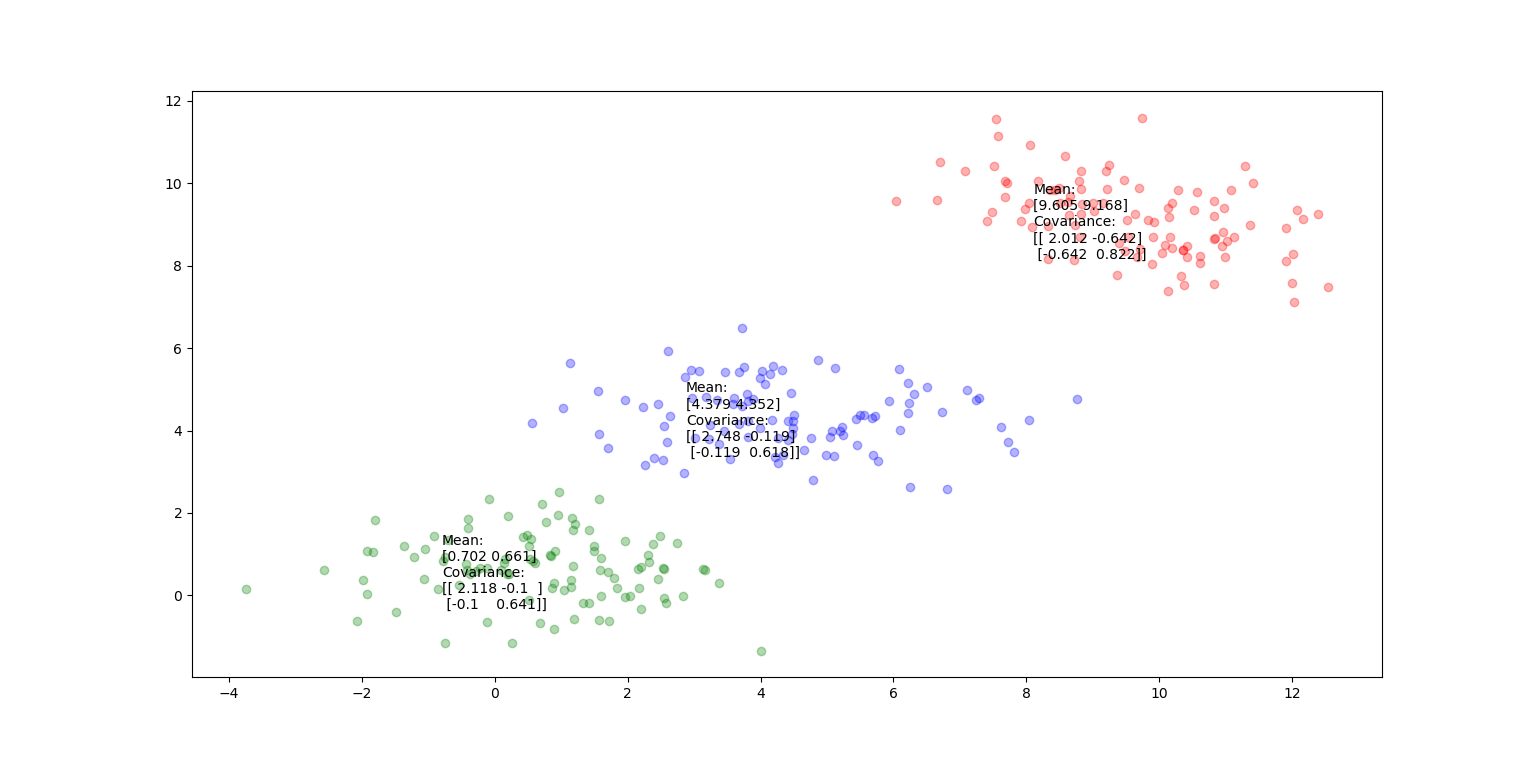 12
10
8
6
4
2
0
Mean:
[9.605 9.168]
Covariance:
[[ 2.012 -0.642]
[-0.642  0.822]]
Mean:
[4.379 4.352]
Covariance:
[[ 2.748 -0.119]
[-0.119  0.618]]
Mean:
[0.702 0.661]
Covariance:
[[ 2.118 -0.1  ]
[-0.1    0.641]]
−4 −2 0 2 4 6 8 10 12